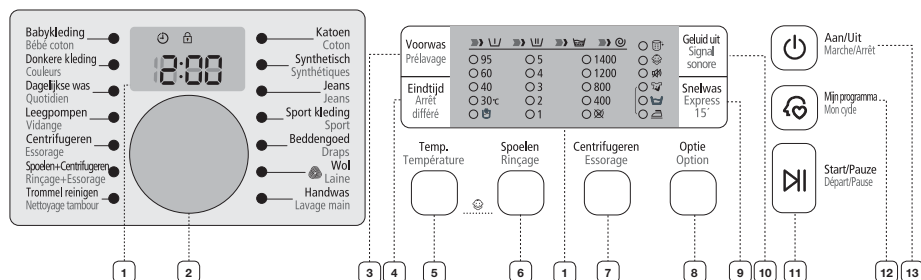 Babykleding
Bébé coton
Donkere kleding
Couleurs
Dagelijkse was
Quotidien
Leegpompen
Vidange
Centrifugeren
Essorage
Spoelen+Centrifugeren
Rinçage+Essorage
Trommel reinigen
Nettoyage tambour
2:00
Katoen
Coton
Synthetisch
Synthétiques
Jeans
Jeans
Sport kleding
Sport
Beddengoed
Draps
Wol
Laine
Handwas
Lavage main
Voorwas
Prélavage
Eindtijd
Arrêt
différé
95 5 1400
60 4 1200
40 3 800
30℃ 2 400
1
Geluid uit
Signal
sonore
Snelwas
Express
15´
Temp.
Température
Spoelen
Rinçage
Centrifugeren
Essorage
Optie
Option
Aan/Uit
Marche/Arrêt
Mijn programma
Mon cycle
Start/Pauze
Départ/Pause
1 2 3 4 5 6 1 7 8 9 10 11 12 13